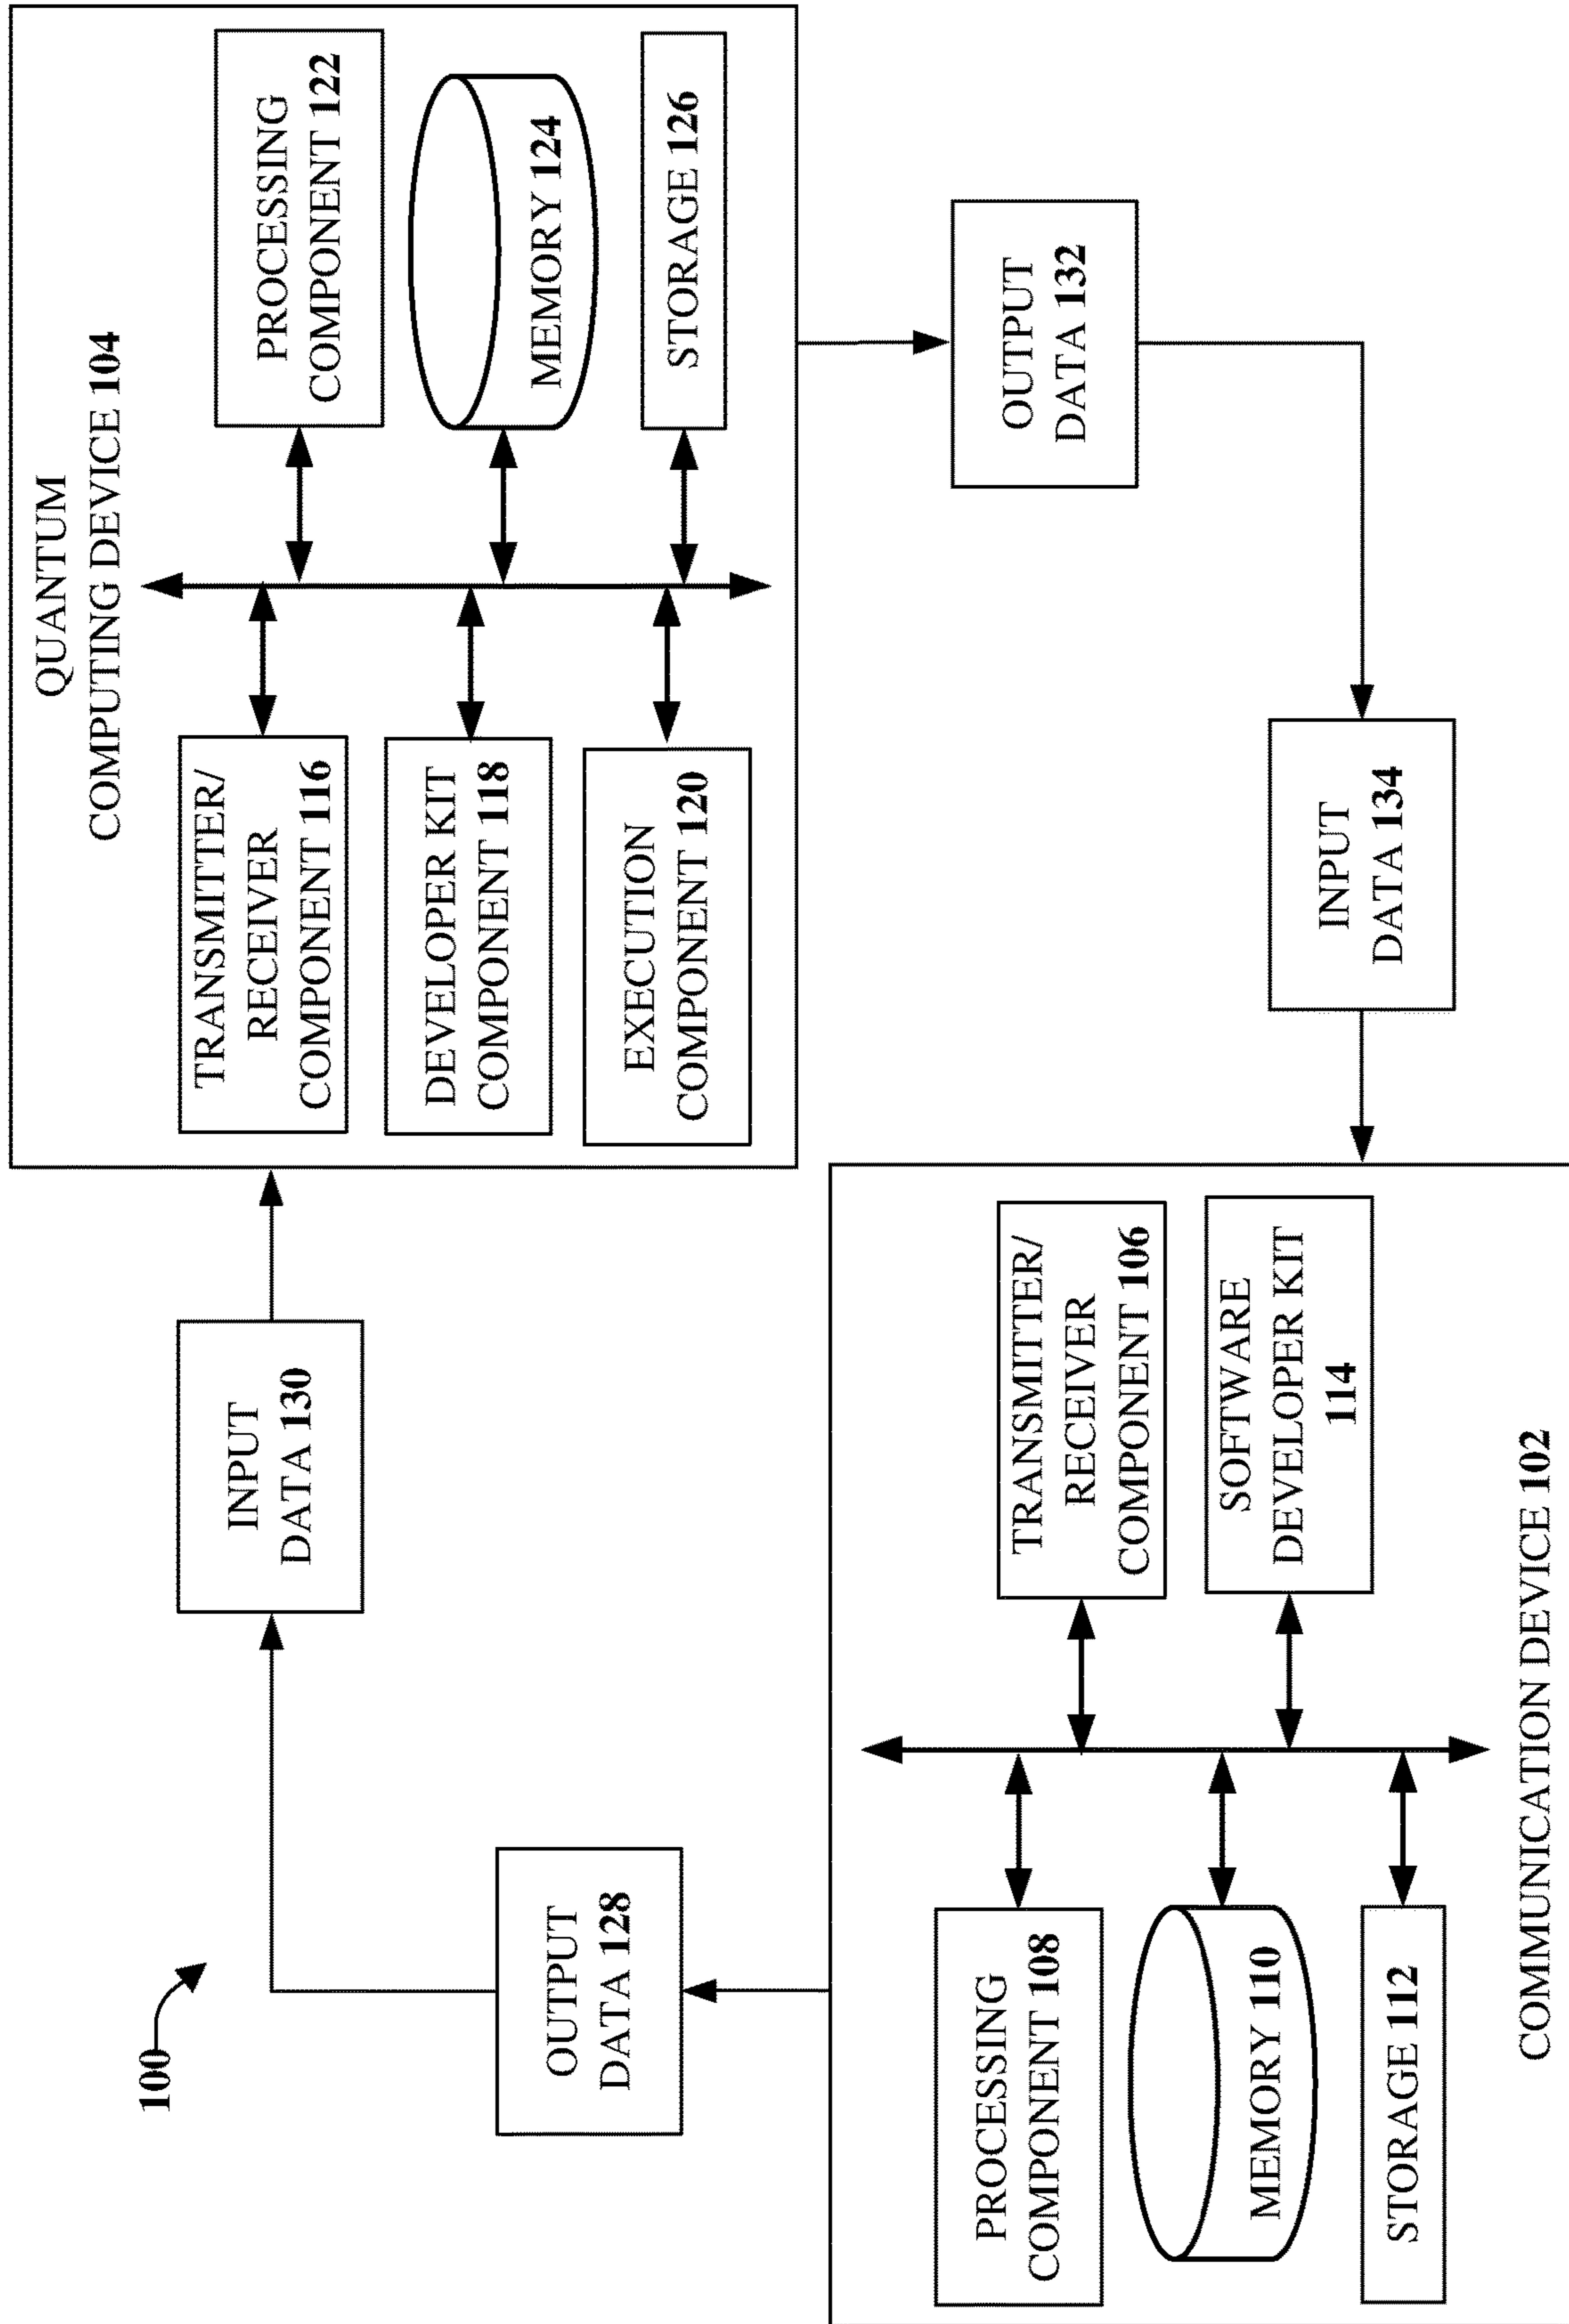 100
QUANTUM
COMPUTING DEVICE 104
TRANSMITTER/
RECEIVER
COMPONENT 116
DEVELOPER KIT
COMPONENT 118
EXECUTION
COMPONENT 120
PROCESSING
COMPONENT 122
MEMORY 124
STORAGE 126
INPUT
DATA 130
OUTPUT
DATA 128
OUTPUT
DATA 132
INPUT
DATA 134
PROCESSING
COMPONENT 108
MEMORY 110
STORAGE 112
TRANSMITTER/
RECEIVER
COMPONENT 106
SOFTWARE
DEVELOPER KIT
114
COMMUNICATION DEVICE 102